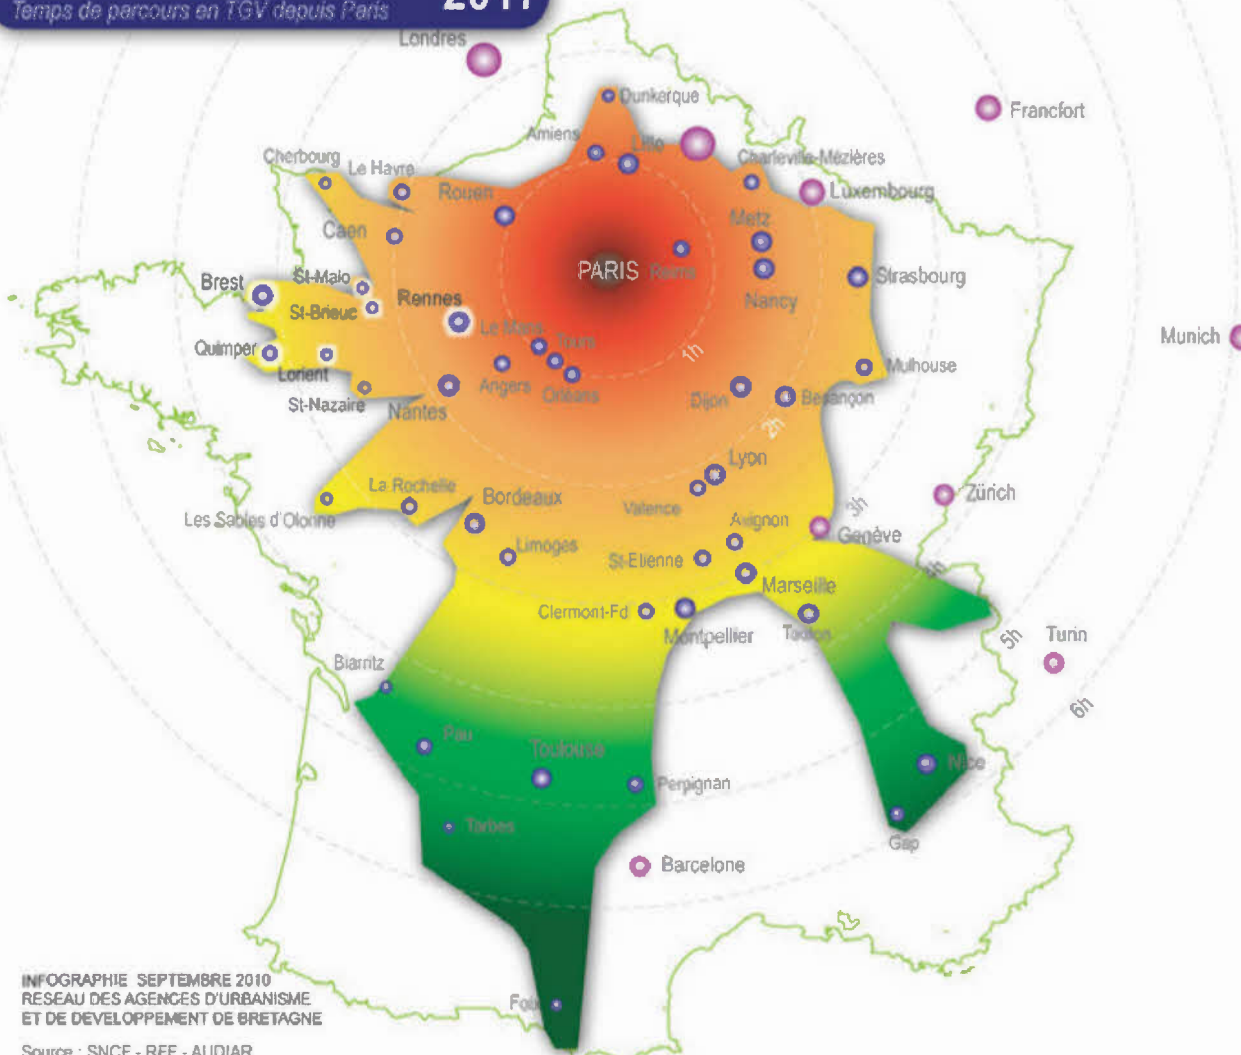 Temps de parcours en TGV depuis Paris
2017
Londres
Dunkerque
Francfort
Amiens
Lille
Charleville-Mézières
Cherbourg
Le Havre
Luxembourg
Rouen
Metz
Caen
PARIS
Reims
Strasbourg
Brest
St-Malo
Rennes
Nancy
St-Brieuc
Le Mans
Tours
Munich
Quimper
1h
Lorient
Angers
Orléans
Mulhouse
St-Nazaire
Nantes
Dijon
Besançon
2h
Lyon
La Rochelle
Bordeaux
Valence
3h
Zürich
Les Sables d'Olonne
Avignon
Genève
Limoges
St-Etienne
4h
Marseille
Clermont-Fd
Montpellier
Toulon
5h
Turin
Biarritz
6h
Pau
Toulouse
Nice
Perpignan
Tarbes
Gap
Barcelone
INFOGRAPHIE SEPTEMBRE 2010
RESEAU DES AGENCES D'URBANISME
ET DE DEVELOPPEMENT DE BRETAGNE
Source : SNCF - RFF - AUDIAR